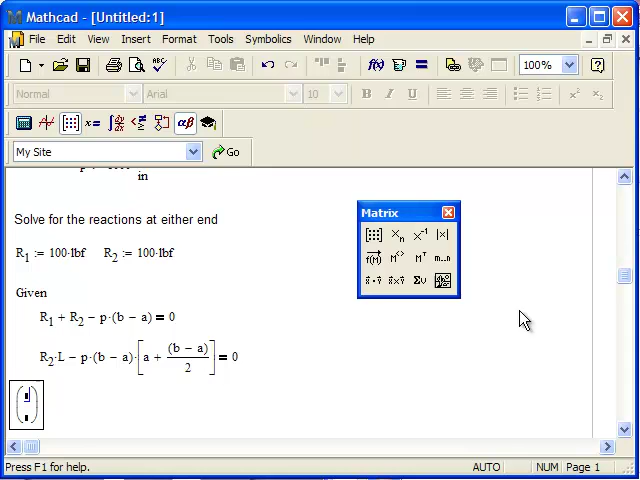 Mathcad - [Untitled:1]
File Edit View Insert Format Tools Symbolics Window Help
100%
Normal Arial 10 B I U
My Site Go
in
Solve for the reactions at either end
R1 := 100·lbf R2 := 100·lbf
Matrix
Given
R1 + R2 − p·(b − a) = 0
R2·L − p·(b − a)·[a + (b − a)/2] = 0
Press F1 for help. AUTO NUM Page 1